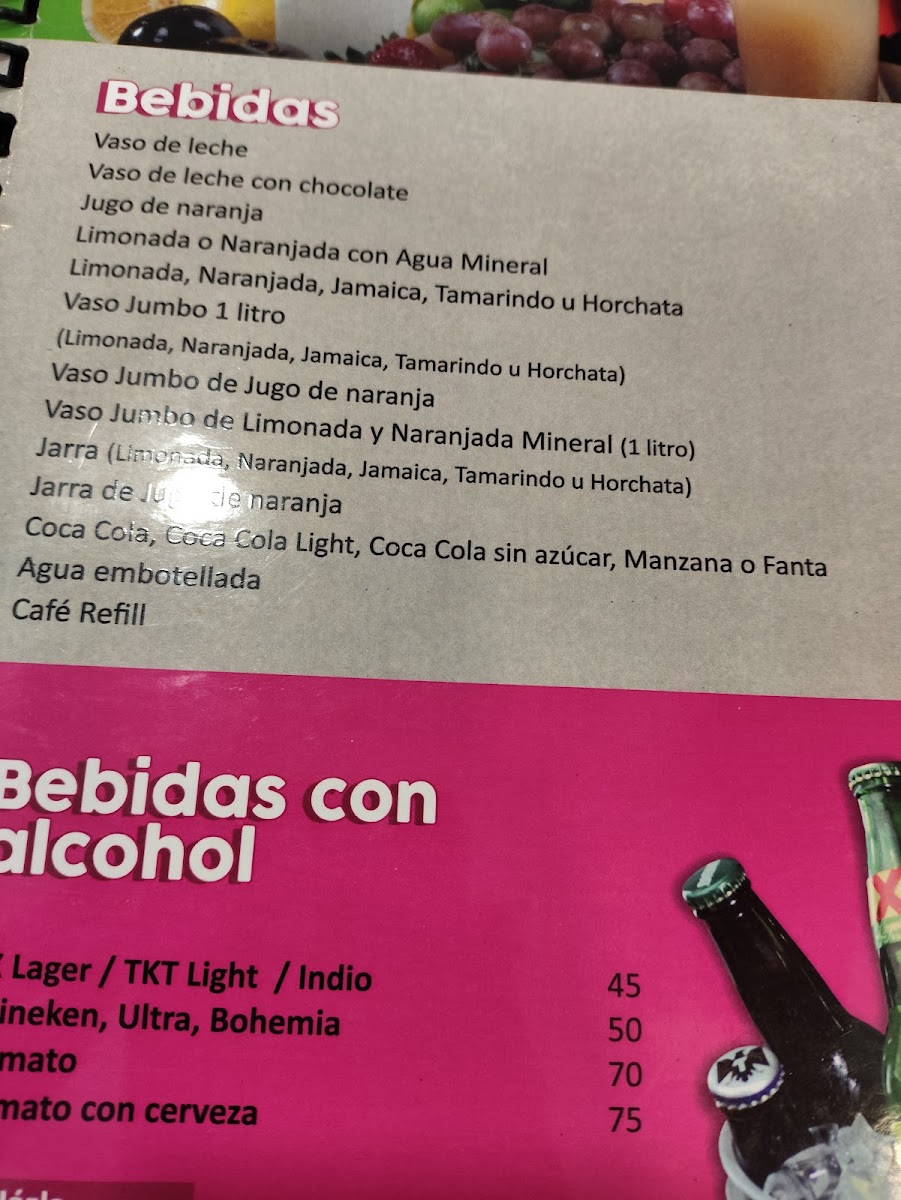 Bebidas
Vaso de leche
Vaso de leche con chocolate
Jugo de naranja
Limonada o Naranjada con Agua Mineral
Limonada, Naranjada, Jamaica, Tamarindo u Horchata
Vaso Jumbo 1 litro
(Limonada, Naranjada, Jamaica, Tamarindo u Horchata)
Vaso Jumbo de Jugo de naranja
Vaso Jumbo de Limonada y Naranjada Mineral (1 litro)
Jarra (Limonada, Naranjada, Jamaica, Tamarindo u Horchata)
Jarra de Jugo de naranja
Coca Cola, Coca Cola Light, Coca Cola sin azúcar, Manzana o Fanta
Agua embotellada
Café Refill
Bebidas con
alcohol
Lager / TKT Light / Indio 45
ineken, Ultra, Bohemia 50
mato 70
mato con cerveza 75